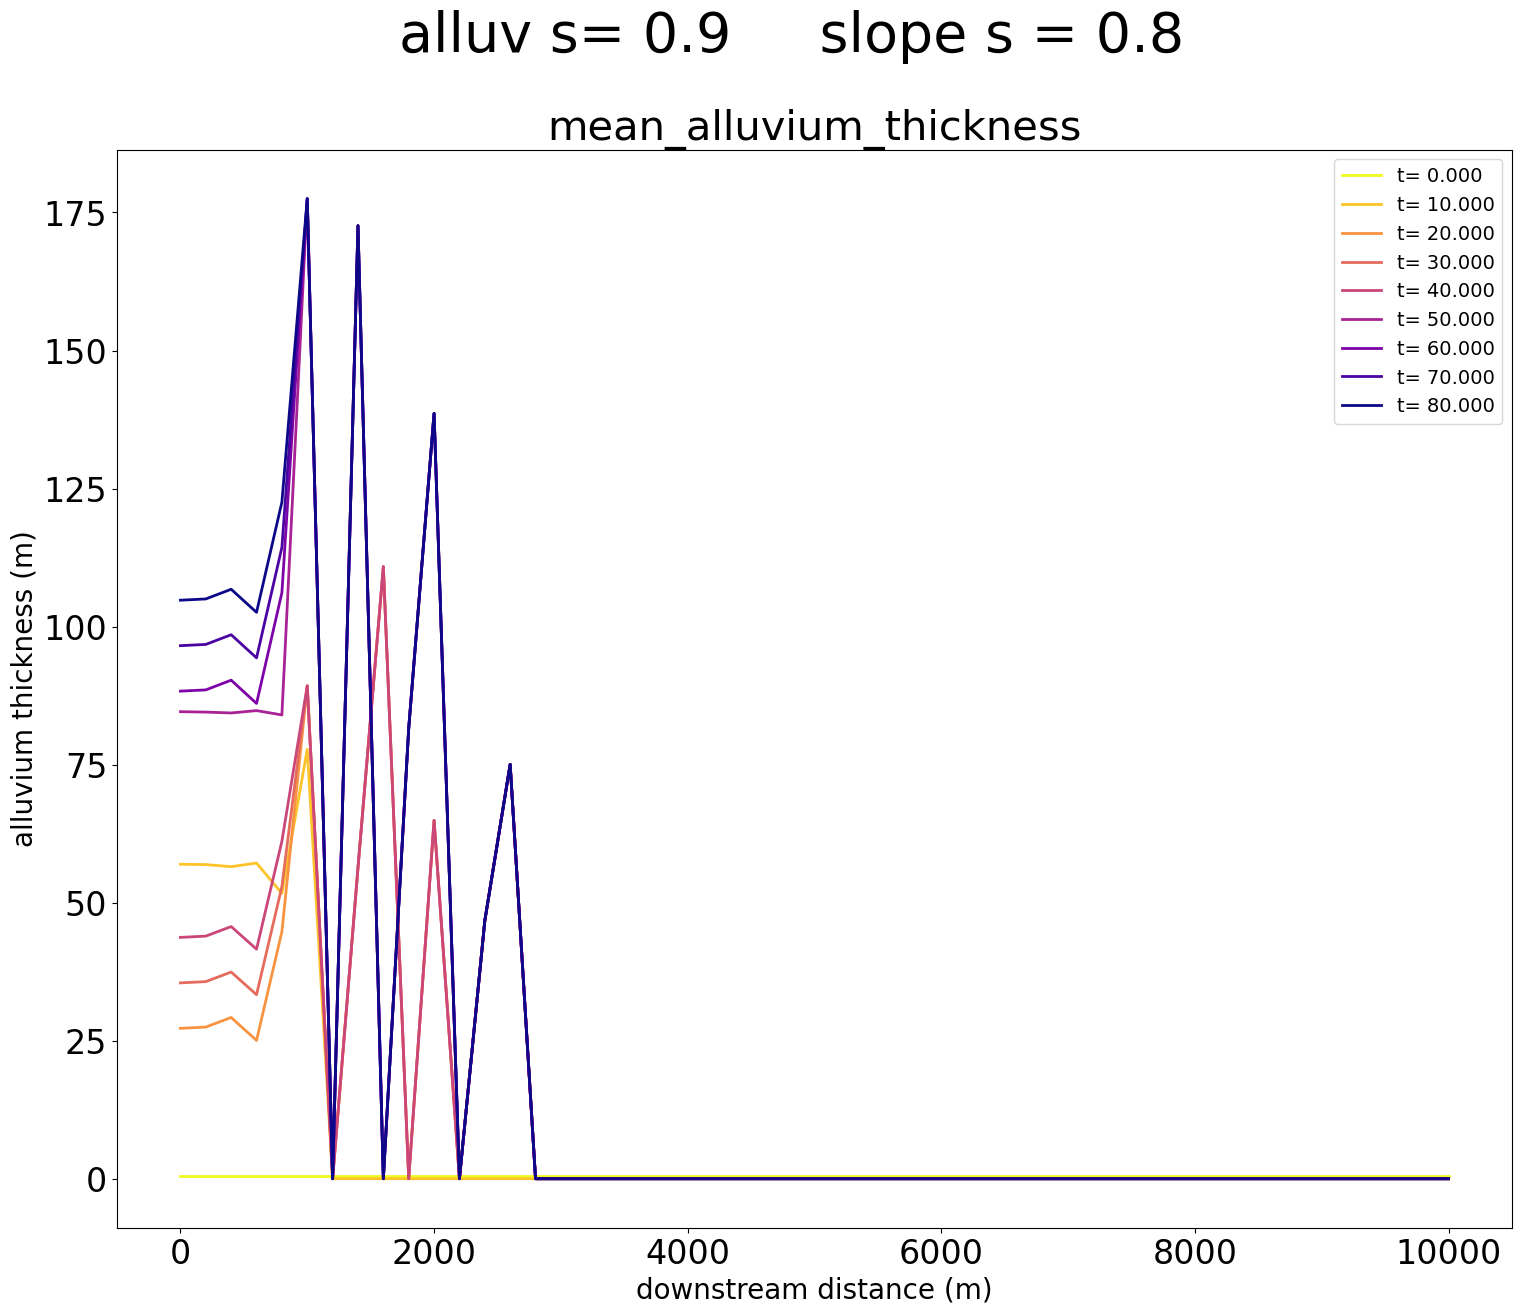 alluv s= 0.9     slope s = 0.8
mean_alluvium_thickness
t= 0.000
t= 10.000
t= 20.000
t= 30.000
t= 40.000
t= 50.000
t= 60.000
t= 70.000
t= 80.000
175
150
125
100
75
50
25
0
alluvium thickness (m)
0 2000 4000 6000 8000 10000
downstream distance (m)